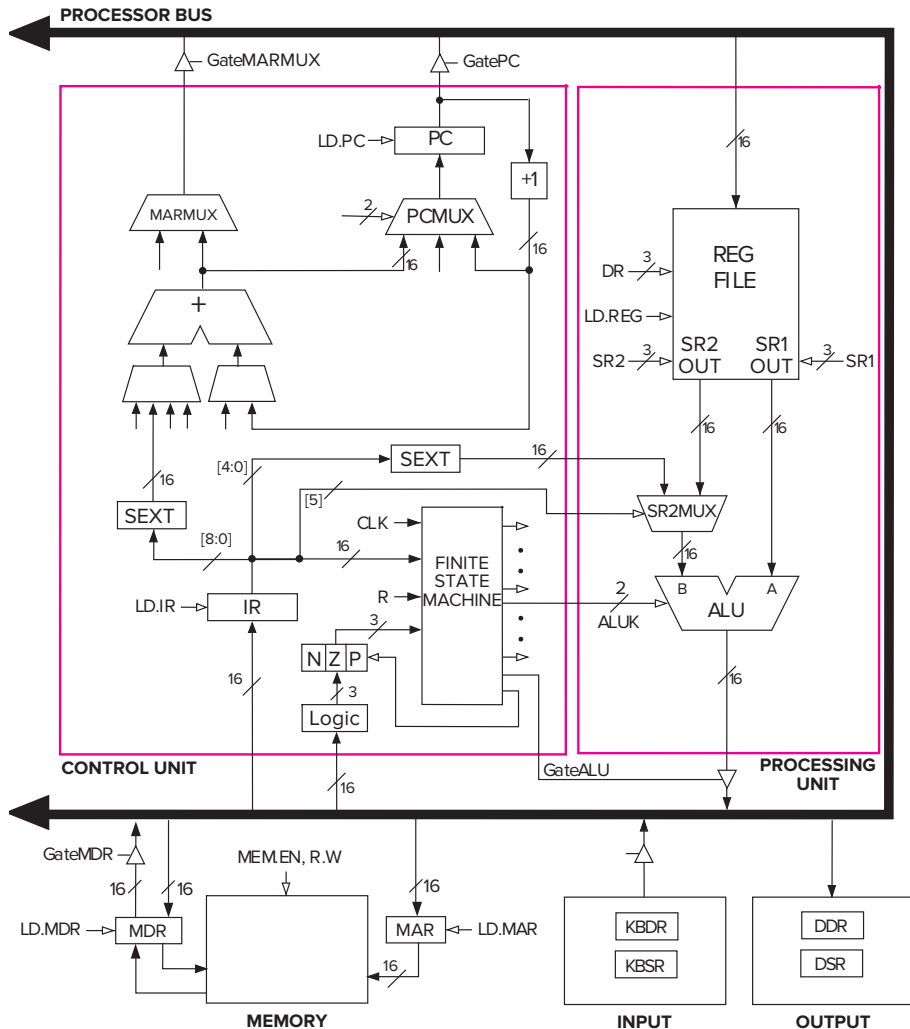 PROCESSOR BUS
GateMARMUX
GatePC
LD.PC
PC
16
+1
2
MARMUX
PCMUX
16
16
REG
FILE
DR
3
LD.REG
+
SR2
OUT
SR1
OUT
SR2
3
3
SR1
16
16
[4:0]
SEXT
16
16
[5]
SR2MUX
SEXT
CLK
[8:0]
16
FINITE
STATE
MACHINE
16
B
A
LD.IR
IR
R
2
ALUK
ALU
3
N Z P
16
3
16
Logic
CONTROL UNIT
16
GateALU
PROCESSING
UNIT
GateMDR
MEM.EN, R.W
16
16
16
LD.MDR
MDR
MAR
LD.MAR
KBDR
DDR
16
KBSR
DSR
MEMORY
INPUT
OUTPUT